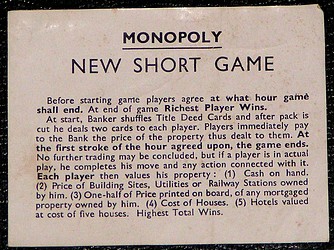 MONOPOLY
NEW SHORT GAME
Before starting game players agree at what hour game
shall end. At end of game Richest Player Wins.
At start, Banker shuffles Title Deed Cards and after pack is
cut he deals two cards to each player. Players immediately pay
to the Bank the price of the property thus dealt to them. At
the first stroke of the hour agreed upon, the game ends.
No further trading may be concluded, but if a player is in actual
play, he completes his move and any action connected with it.
Each player then values his property : (1) Cash on hand.
(2) Price of Building Sites, Utilities or Railway Stations owned
by him. (3) One-half of Price printed on board, of any mortgaged
property owned by him. (4) Cost of Houses. (5) Hotels valued
at cost of five houses. Highest Total Wins.